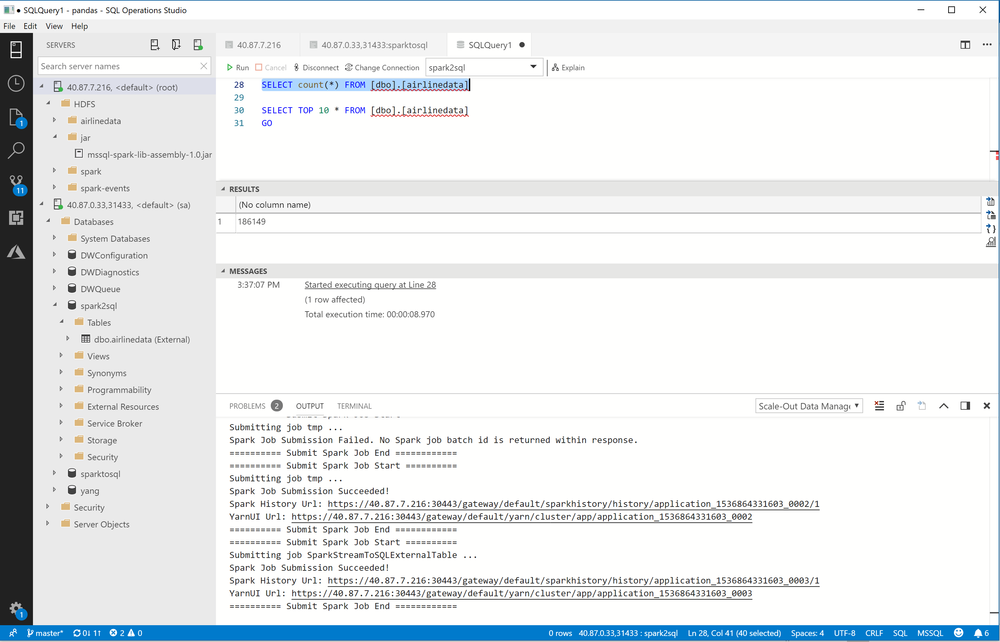 ● SQLQuery1 - pandas - SQL Operations Studio
File Edit View Help
SERVERS
Search server names
40.87.7.216, <default> (root)
HDFS
airlinedata
jar
mssql-spark-lib-assembly-1.0.jar
spark
spark-events
40.87.0.33,31433, <default> (sa)
Databases
System Databases
DWConfiguration
DWDiagnostics
DWQueue
spark2sql
Tables
dbo.airlinedata (External)
Views
Synonyms
Programmability
External Resources
Service Broker
Storage
Security
sparktosql
yang
Security
Server Objects
1
11
1
40.87.7.216 40.87.0.33,31433:sparktosql SQLQuery1 ●
Run Cancel Disconnect Change Connection spark2sql Explain
28 SELECT count(*) FROM [dbo].[airlinedata]
29
30 SELECT TOP 10 * FROM [dbo].[airlinedata]
31 GO
RESULTS
(No column name)
1 186149
MESSAGES
3:37:07 PM Started executing query at Line 28
(1 row affected)
Total execution time: 00:00:08.970
PROBLEMS 2 OUTPUT TERMINAL Scale-Out Data Manage
Submit Spark Job Start
Submitting job tmp ...
Spark Job Submission Failed. No Spark job batch id is returned within response.
========== Submit Spark Job End ============
========== Submit Spark Job Start ==========
Submitting job tmp ...
Spark Job Submission Succeeded!
Spark History Url: https://40.87.7.216:30443/gateway/default/sparkhistory/history/application_1536864331603_0002/1
YarnUI Url: https://40.87.7.216:30443/gateway/default/yarn/cluster/app/application_1536864331603_0002
========== Submit Spark Job End ============
========== Submit Spark Job Start ==========
Submitting job SparkStreamToSQLExternalTable ...
Spark Job Submission Succeeded!
Spark History Url: https://40.87.7.216:30443/gateway/default/sparkhistory/history/application_1536864331603_0003/1
YarnUI Url: https://40.87.7.216:30443/gateway/default/yarn/cluster/app/application_1536864331603_0003
========== Submit Spark Job End ============
master* 0↓ 1↑ 2 0 0 rows 40.87.0.33,31433 : spark2sql Ln 28, Col 41 (40 selected) Spaces: 4 UTF-8 CRLF SQL MSSQL 6